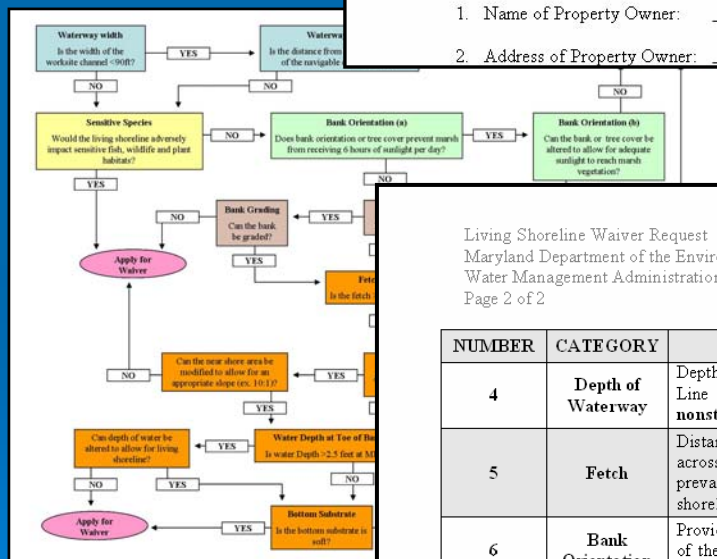 1. Name of Property Owner:
2. Address of Property Owner:
Waterway width
Is the width of the
worksite channel <90ft?
YES
Is the distance from
of the navigable
NO
NO
NO
Sensitive Species
Would the living shoreline adversely
impact sensitive fish, wildlife and plant
habitats?
NO
Bank Orientation (a)
Does bank orientation or tree cover prevent marsh
from receiving 6 hours of sunlight per day?
YES
Bank Orientation (b)
Can the bank or tree cover be
altered to allow for adequate
sunlight to reach marsh
vegetation?
YES
NO
NO
Bank Grading
Can the bank
be graded?
YES
YES
Apply for
Waiver
Is the fetch
NO
Can the near shore area be
modified to allow for an
appropriate slope (ex. 10:1)?
YES
YES
Can depth of water be
altered to allow for living
shoreline?
YES
Water Depth at Toe of
Is water Depth >2.5 feet at
NO
YES
NO
Apply for
Waiver
YES
Bottom Substrate
Is the bottom substrate is
soft?
Living Shoreline Waiver Request
Maryland Department of the
Water Management Administration
Page 2 of 2
NUMBER CATEGORY
4
Depth of
Waterway
Line
5
Fetch
6
Bank
Orientation
of the